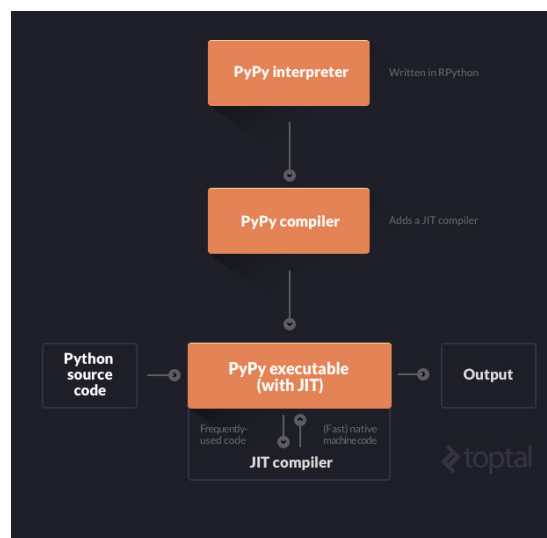 PyPy interpreter
Written in RPython
PyPy compiler
Adds a JIT compiler
Python
source
code
PyPy executable
(with JIT)
Output
Frequently-
used code
(Fast) native
machine code
JIT compiler
toptal